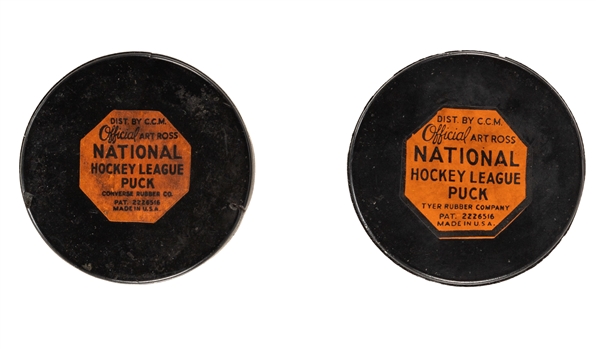 DIST. BY C.C.M.
Official ART ROSS
NATIONAL
HOCKEY LEAGUE
PUCK
CONVERSE RUBBER CO.
PAT. 2226516
MADE IN U.S.A.
DIST. BY C.C.M.
Official ART ROSS
NATIONAL
HOCKEY LEAGUE
PUCK
TYER RUBBER COMPANY
PAT. 2226516
MADE IN U.S.A.